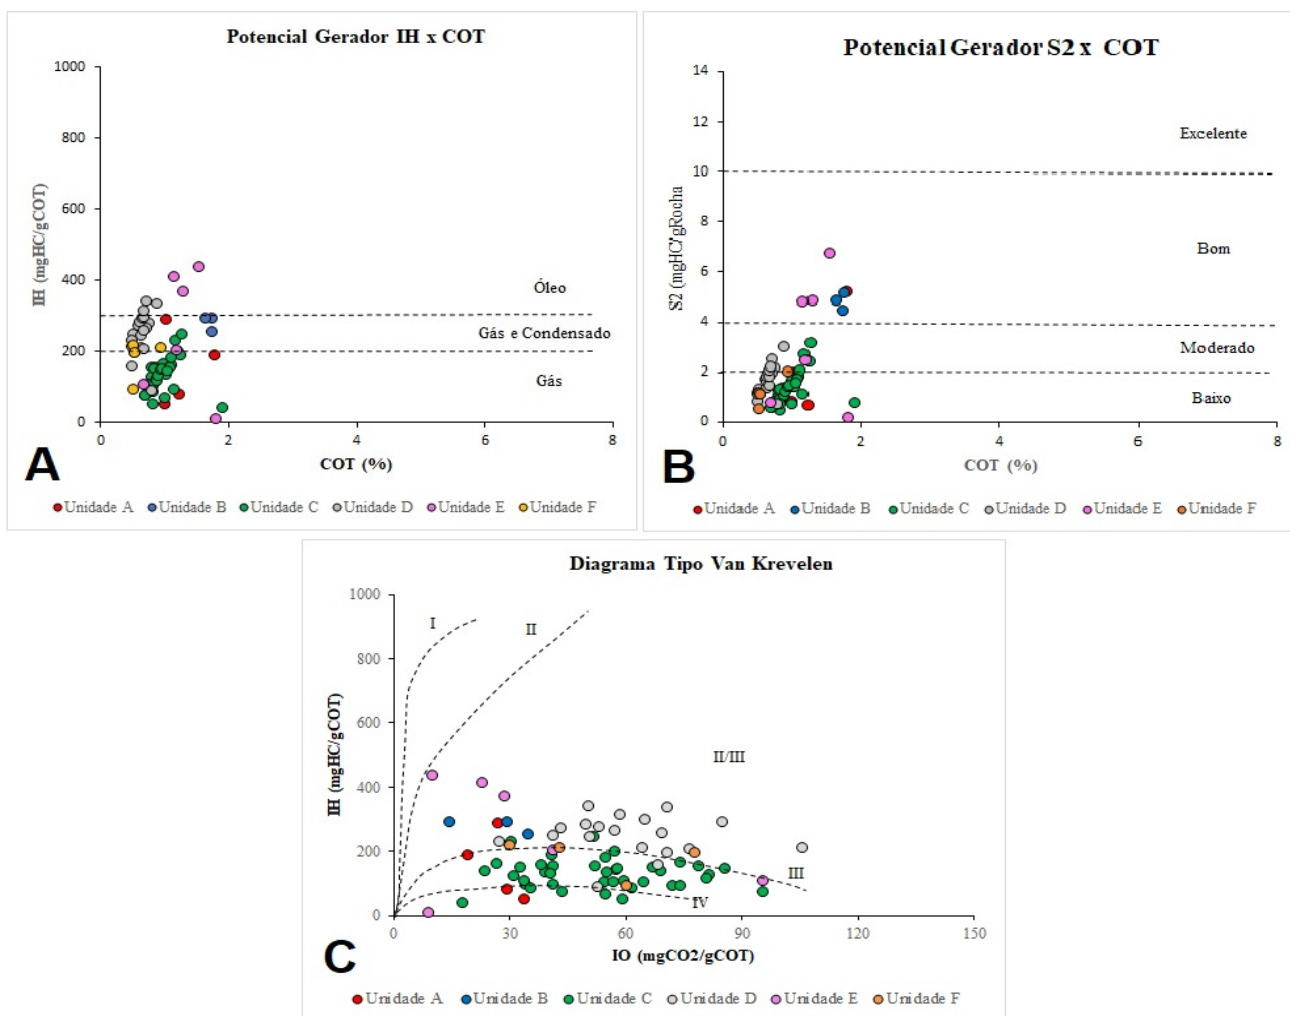 Potencial Gerador IH x COT
1000
800
600
400
200
0
IH (mgHC/gCOT)
Óleo
Gás e Condensado
Gás
0 2 4 6 8
COT (%)
A
Unidade A Unidade B Unidade C Unidade D Unidade E Unidade F
Potencial Gerador S2 x COT
14
12
10
8
6
4
2
0
S2 (mgHC/gRocha
Excelente
Bom
Moderado
Baixo
0 2 4 6 8
COT (%)
B
Unidade A Unidade B Unidade C Unidade D Unidade E Unidade F
Diagrama Tipo Van Krevelen
1000
800
600
400
200
0
IH (mgHC/gCOT)
I
II
II/III
III
IV
0 30 60 90 120 150
IO (mgCO2/gCOT)
C
Unidade A Unidade B Unidade C Unidade D Unidade E Unidade F